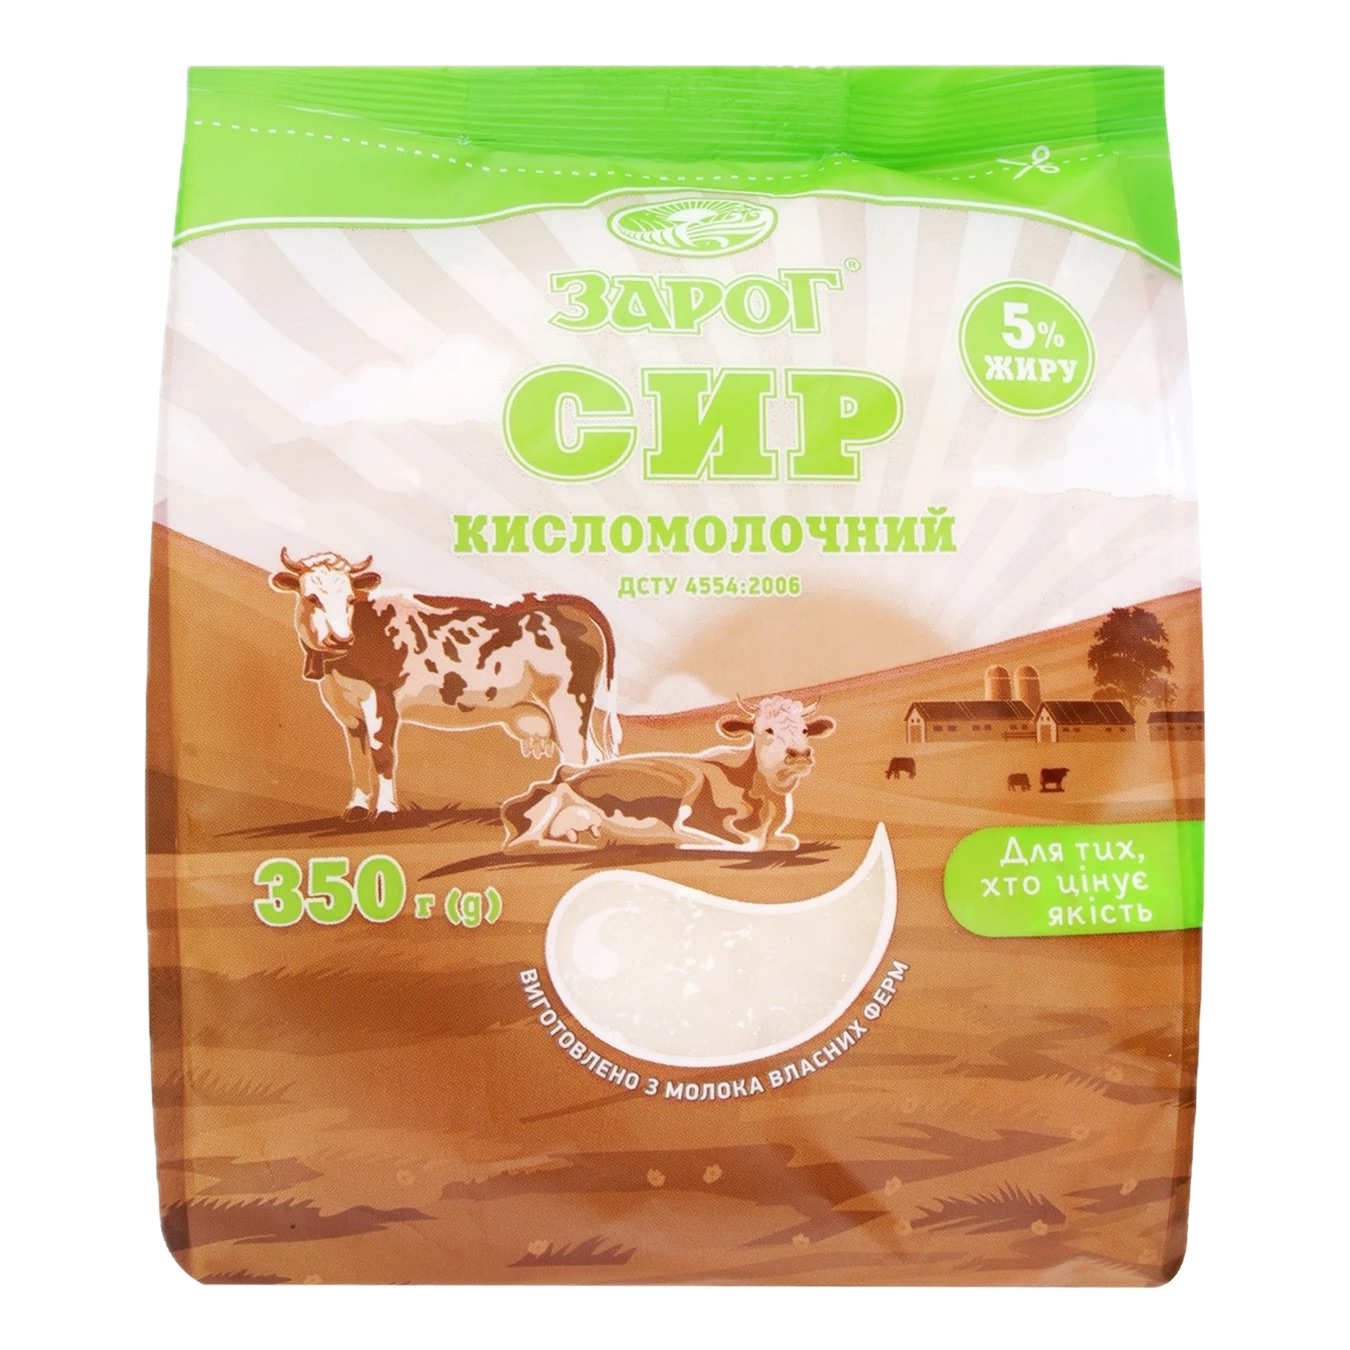 ЗАРОГ®
5%
ЖИРУ
СИР
КИСЛОМОЛОЧНИЙ
ДСТУ 4554:2006
350 г (g)
Для тих,
хто цінує
якість
ВИГОТОВЛЕНО З МОЛОКА ВЛАСНИХ ФЕРМ